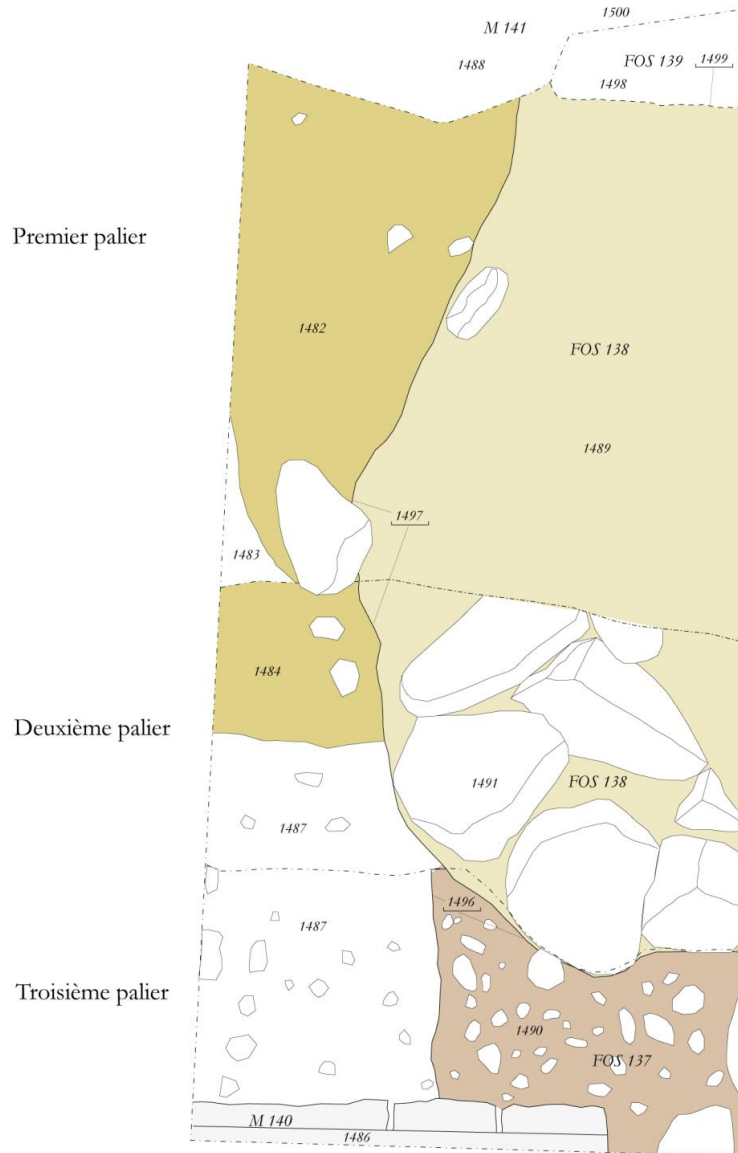 1500
M 141
FOS 139
1499
1488
1498
Premier palier
1482
FOS 138
1489
1497
1483
1484
Deuxième palier
1491
FOS 138
1487
1496
1487
Troisième palier
1490
FOS 137
M 140
1486